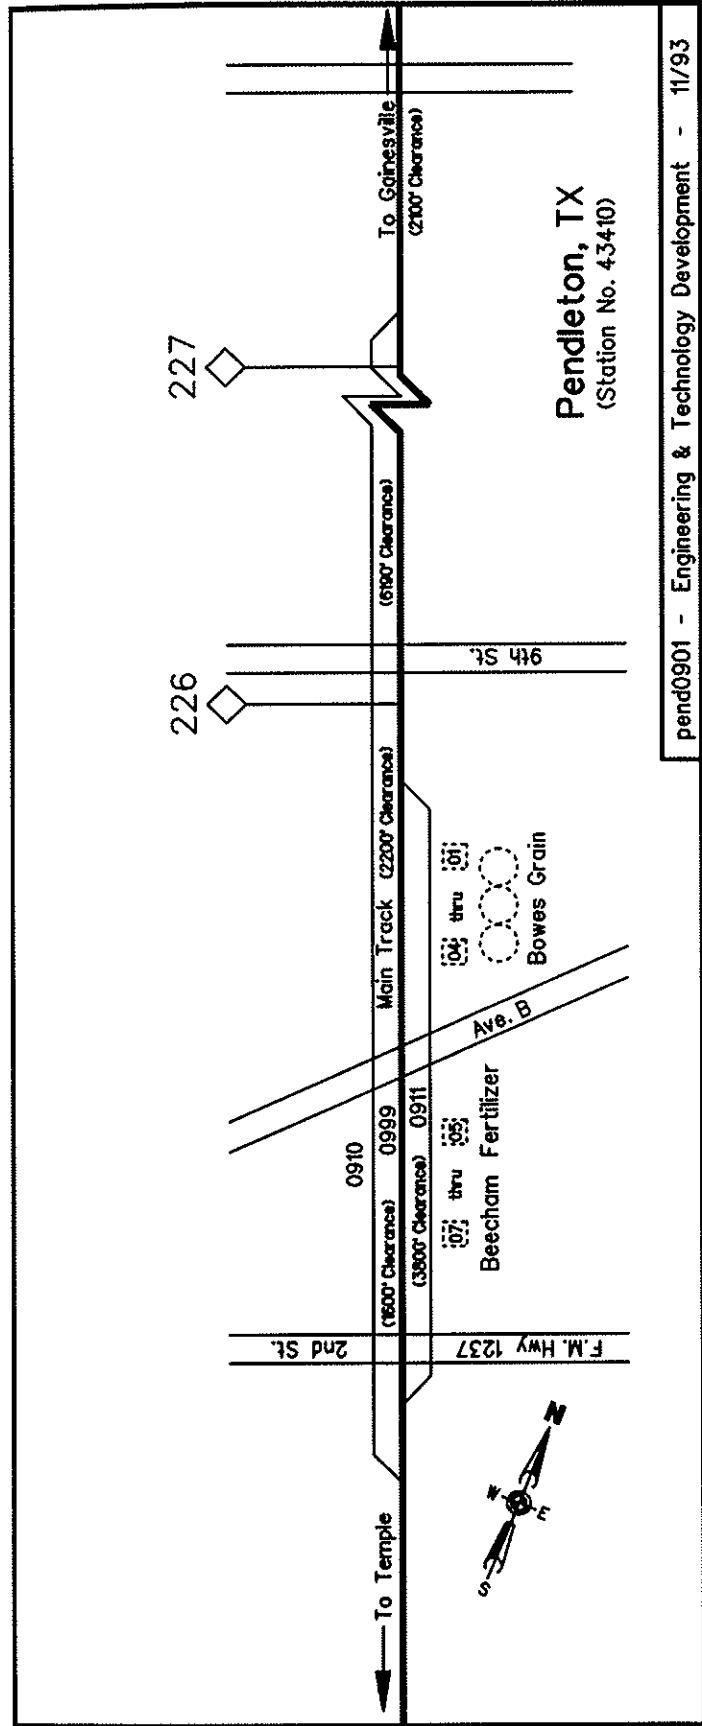 227
226
To Gainesville
(2100' Clearance)
(6190' Clearance)
Pendleton, TX
(Station No. 43410)
9th St.
Main Track (2200' Clearance)
04 thru 01
Bowes Grain
Ave. B
0910
(1600' Clearance) 0999
(3800' Clearance) 0911
07 thru 05
Beecham Fertilizer
2nd St.
F.M. Hwy 1237
To Temple
N
W
E
S
pend0901 - Engineering & Technology Development - 11/93